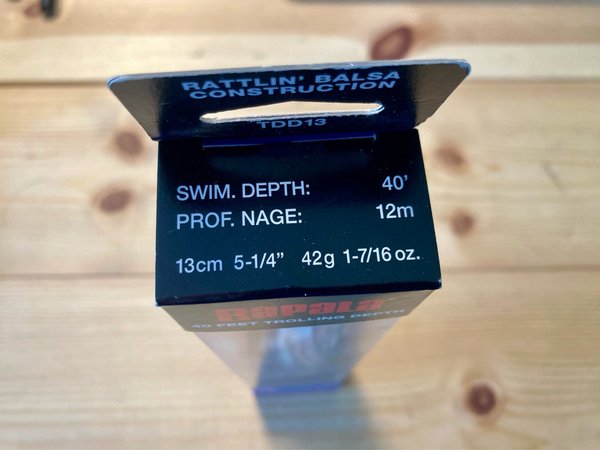 RATTLIN' BALSA
CONSTRUCTION
TDD13
SWIM. DEPTH: 40'
PROF. NAGE: 12m
13cm 5-1/4" 42g 1-7/16 oz.
Rapala
40 FEET TROLLING DEPTH